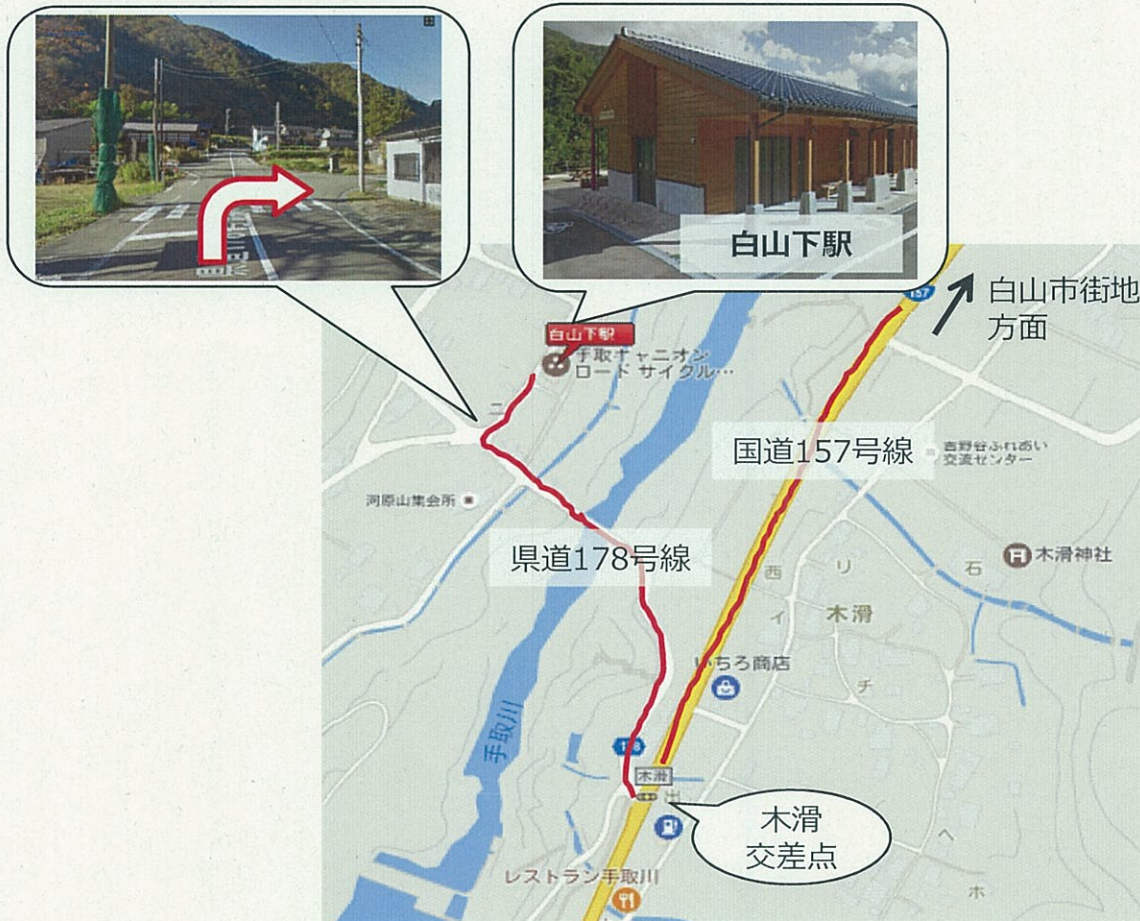 白山下駅
白山市街地
方面
157
白山下駅
手取キャニオン
ロード サイクル…
ニ
国道157号線
吉野谷ふれあい
交流センター
河原山集会所
県道178号線
木滑神社
西
リ
石
イ
木滑
いちろ商店
チ
手取川
178
木滑
出
木滑
交差点
ヘ
レストラン手取川
ホ